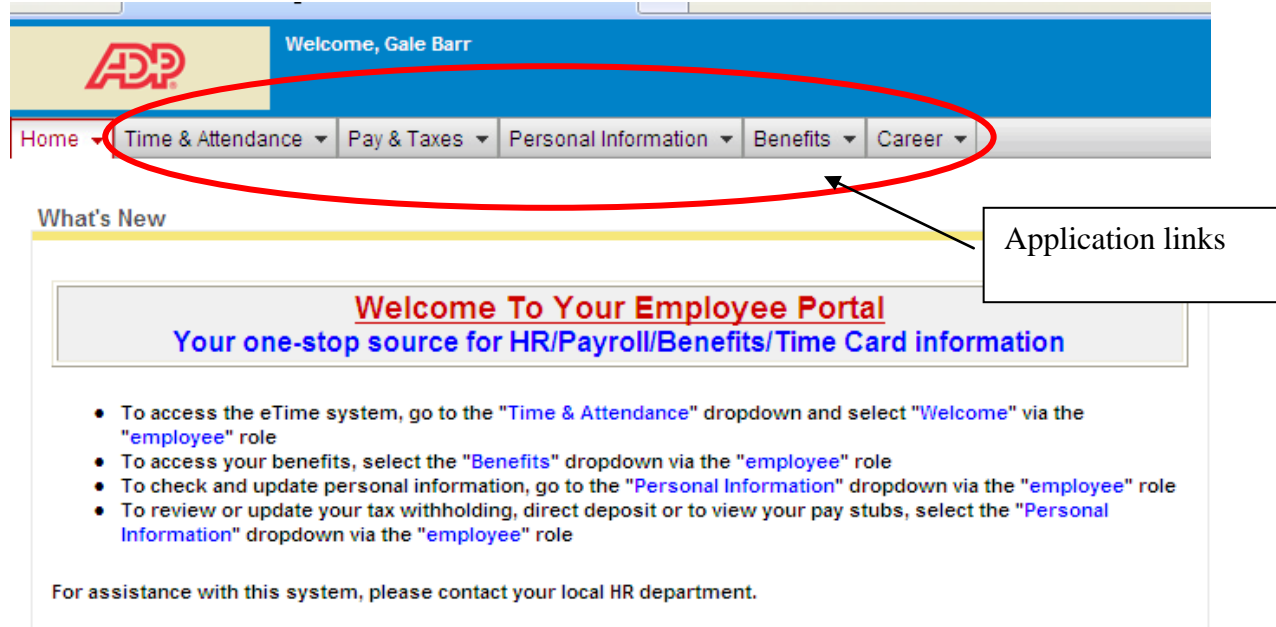 Welcome, Gale Barr
ADP
Home Time & Attendance Pay & Taxes Personal Information Benefits Career
What's New
Application links
Welcome To Your Employee Portal
Your one-stop source for HR/Payroll/Benefits/Time Card information
• To access the eTime system, go to the "Time & Attendance" dropdown and select "Welcome" via the
"employee" role
• To access your benefits, select the "Benefits" dropdown via the "employee" role
• To check and update personal information, go to the "Personal Information" dropdown via the "employee" role
• To review or update your tax withholding, direct deposit or to view your pay stubs, select the "Personal
Information" dropdown via the "employee" role
For assistance with this system, please contact your local HR department.